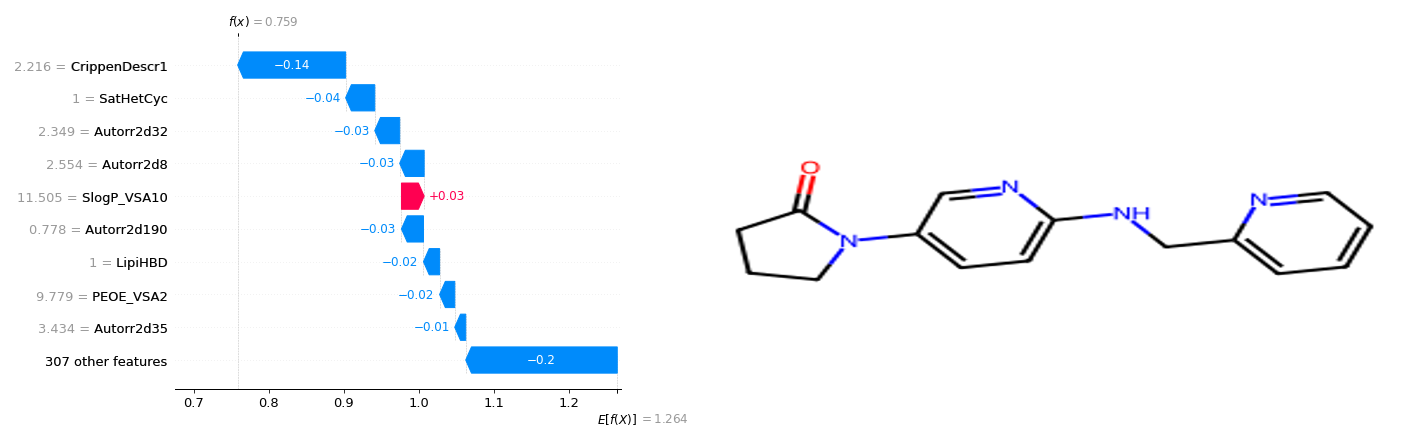 f(x) = 0.759
2.216 = CrippenDescr1
−0.14
1 = SatHetCyc
−0.04
2.349 = Autorr2d32
−0.03
2.554 = Autorr2d8
−0.03
11.505 = SlogP_VSA10
+0.03
0.778 = Autorr2d190
−0.03
1 = LipiHBD
−0.02
9.779 = PEOE_VSA2
−0.02
3.434 = Autorr2d35
−0.01
307 other features
−0.2
0.7 0.8 0.9 1.0 1.1 1.2
E[f(X)] = 1.264
O
N
N
NH
N